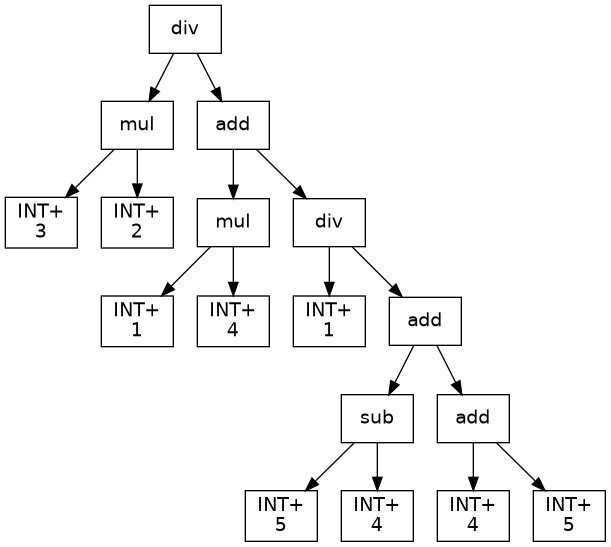 div
mul
add
INT+
3
INT+
2
mul
div
INT+
1
INT+
4
INT+
1
add
sub
add
INT+
5
INT+
4
INT+
4
INT+
5